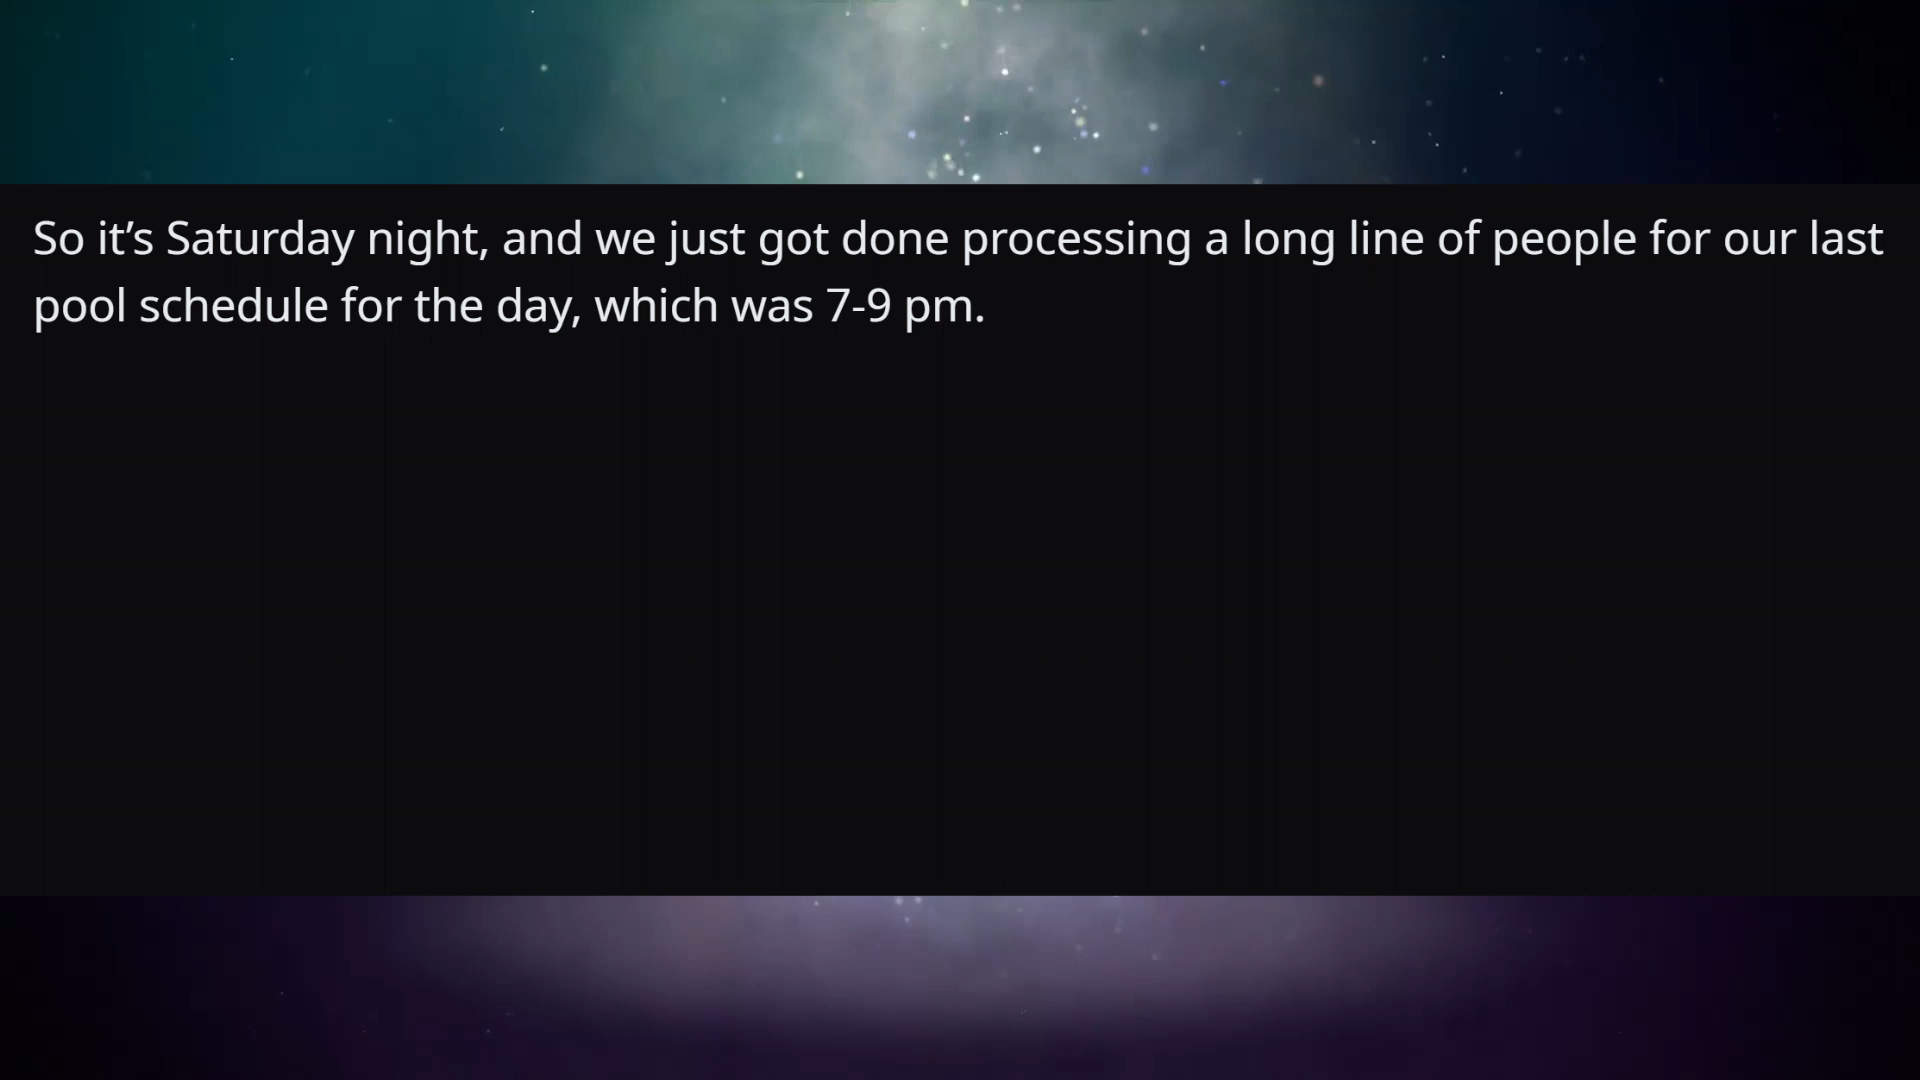 So it’s Saturday night, and we just got done processing a long line of people for our last
pool schedule for the day, which was 7-9 pm.